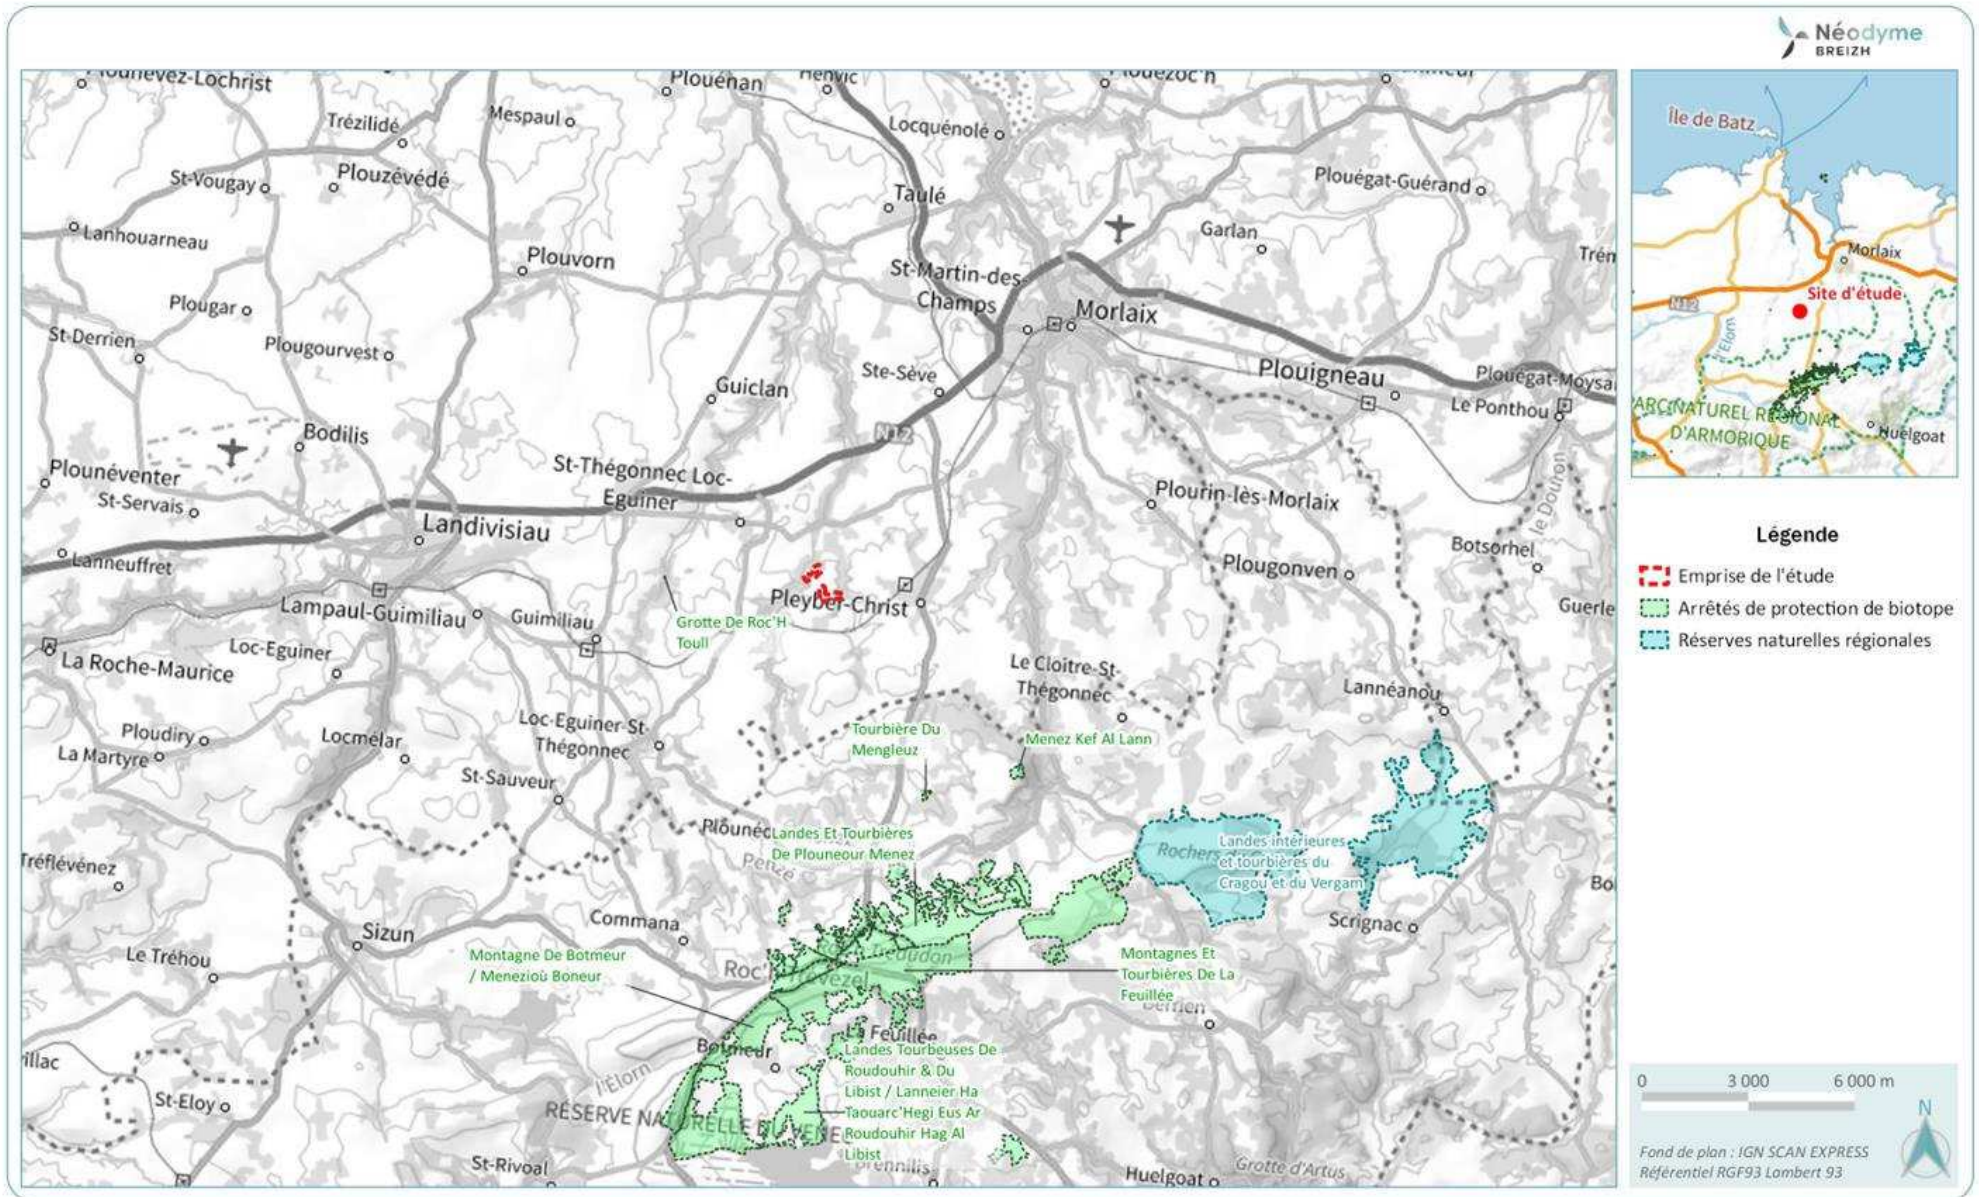 Néodyme
BREIZH
Plouénan
Henvic
Trézilidé
Mespaul
Locquénolé
St-Vougay
Plouzévédé
Taulé
Plouégat-Guérand
Lanhouarneau
Garlan
Plouvorn
St-Martin-des-
Champs
Morlaix
Plougar
St-Derrien
Plougourvest
Ste-Sève
Guiclan
Plouigneau
Le Ponthou
N12
Bodilis
Plounéventer
St-Servais
St-Thégonnec Loc-
Eguiner
Plourin-lès-Morlaix
Landivisiau
Lanneuffret
Botsorhel
le Douron
Plougonven
Pleyber-Christ
Lampaul-Guimiliau
Guimiliau
Grotte De Roc'H
Toull
Guerle
Loc-Eguiner
La Roche-Maurice
Le Cloître-St-
Thégonnec
Lannéanou
Ploudiry
La Martyre
Locmélar
Loc-Eguiner-St-
Thégonnec
Tourbière Du
Mengleuz
Menez Kef Al Lann
St-Sauveur
Landes Et Tourbières
De Plouneour Menez
Penzé
Landes intérieures
et tourbières du
Cragou et du Vergam
Rochers
Tréflévénez
Commana
Scrignac
Sizun
Le Tréhou
Montagne De Botmeur
/ Menezioù Boneur
Montagnes Et
Tourbières De La
Feuillée
Berrien
La Feuillée
Botmeur
Landes Tourbeuses De
Roudouhir & Du
Libist / Lanneier Ha
Taouarc'Hegi Eus Ar
Roudouhir Hag Al
Libist
l'Élorn
St-Eloy
St-Rivoal
Brennilis
Huelgoat
Grotte d'Artus
Île de Batz
Morlaix
Site d'étude
N12
l'Élorn
PARC NATUREL RÉGIONAL
D'ARMORIQUE
Huelgoat
Légende
Emprise de l'étude
Arrêtés de protection de biotope
Réserves naturelles régionales
0 3 000 6 000 m
N
Fond de plan : IGN SCAN EXPRESS
Référentiel RGF93 Lambert 93